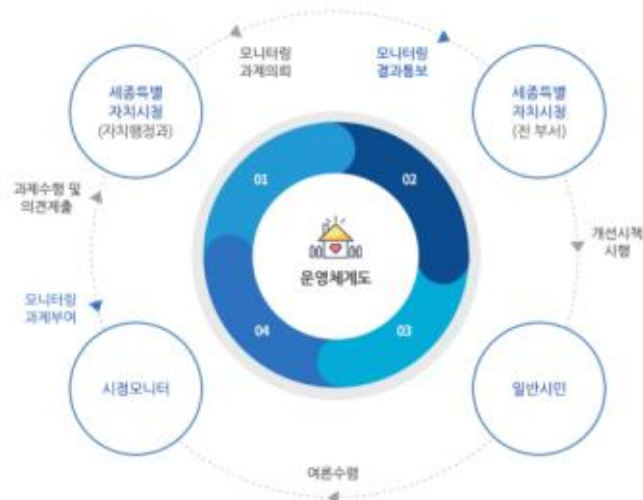 모니터링
과제의뢰
모니터링
결과통보
세종특별
자치시청
(자치행정과)
세종특별
자치시청
(전 부서)
01
02
과제수행 및
의견제출
개선시책
시행
운영체계도
모니터링
과제부여
04
03
시정모니터
일반시민
여론수렴